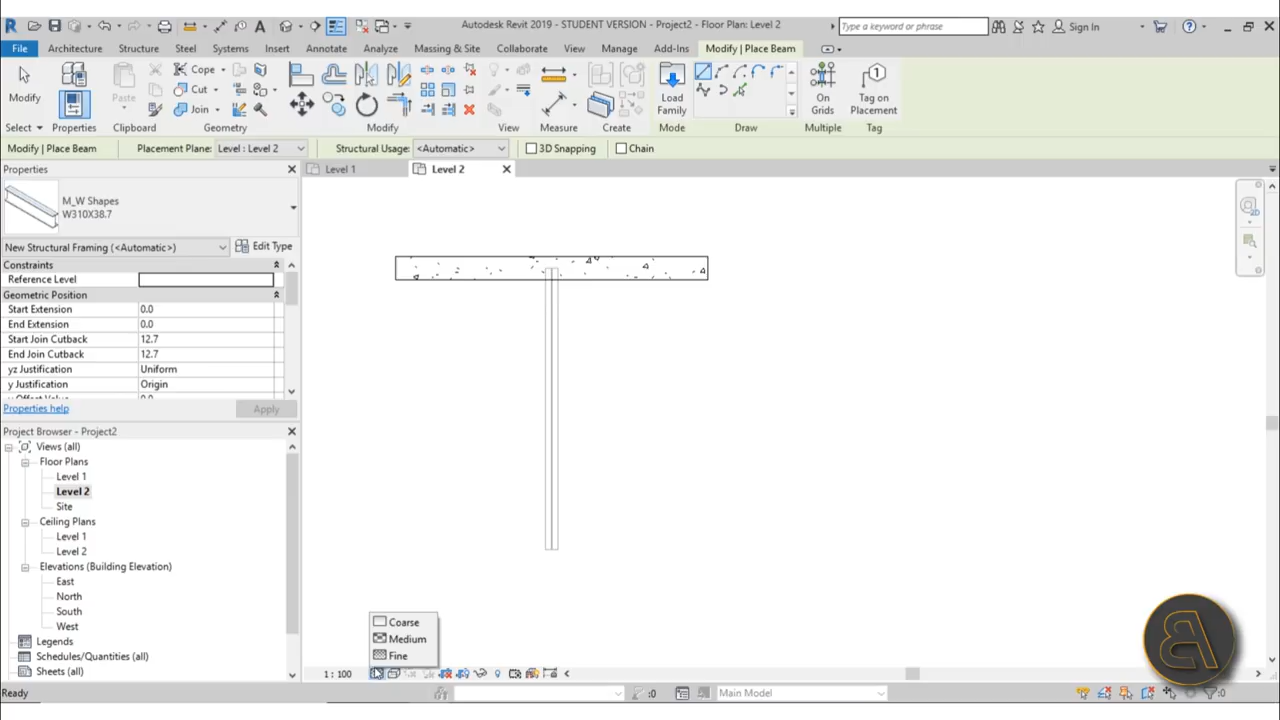 Autodesk Revit 2019 - STUDENT VERSION - Project2 - Floor Plan: Level 2
Type a keyword or phrase
Sign In
File Architecture Structure Steel Systems Insert Annotate Analyze Massing & Site Collaborate View Manage Add-Ins Modify | Place Beam
Cope
Cut
Join
Modify
Paste
Load
Family
On
Grids
Tag on
Placement
1
Select Properties Clipboard Geometry Modify View Measure Create Mode Draw Multiple Tag
Modify | Place Beam Placement Plane: Level : Level 2 Structural Usage: <Automatic> 3D Snapping Chain
Properties
Level 1
Level 2
M_W Shapes
W310X38.7
New Structural Framing (<Automatic>) Edit Type
Constraints
Reference Level
Geometric Position
Start Extension 0.0
End Extension 0.0
Start Join Cutback 12.7
End Join Cutback 12.7
yz Justification Uniform
y Justification Origin
Properties help Apply
Project Browser - Project2
Views (all)
Floor Plans
Level 1
Level 2
Site
Ceiling Plans
Level 1
Level 2
Elevations (Building Elevation)
East
North
South
West
Legends
Schedules/Quantities (all)
Sheets (all)
Coarse
Medium
Fine
1 : 100
Ready
:0
Main Model
:0
2D